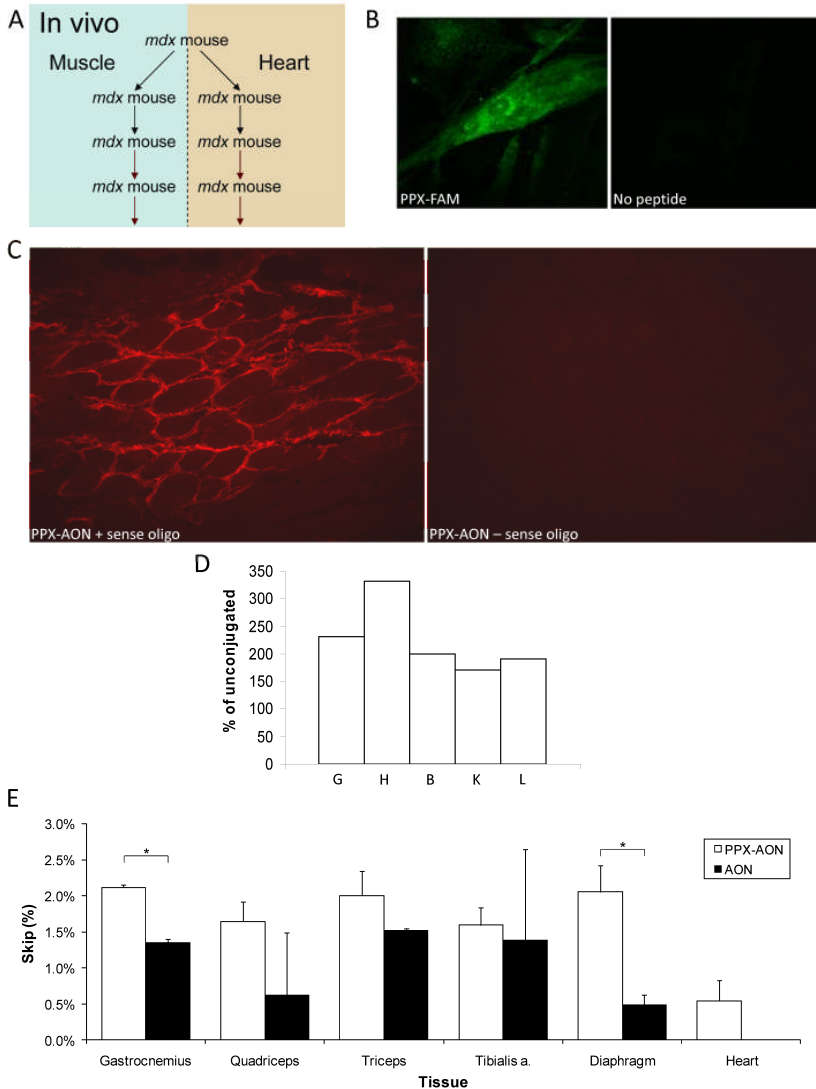 A
In vivo
mdx mouse
Muscle
Heart
mdx mouse mdx mouse
mdx mouse mdx mouse
mdx mouse mdx mouse
B
PPX-FAM
No peptide
C
PPX-AON + sense oligo
PPX-AON – sense oligo
D
% of unconjugated
350
300
250
200
150
100
50
0
G H B K L
E
Skip (%)
3.0%
2.5%
2.0%
1.5%
1.0%
0.5%
0.0%
*
*
PPX-AON
AON
Gastrocnemius Quadriceps Triceps Tibialis a. Diaphragm Heart
Tissue